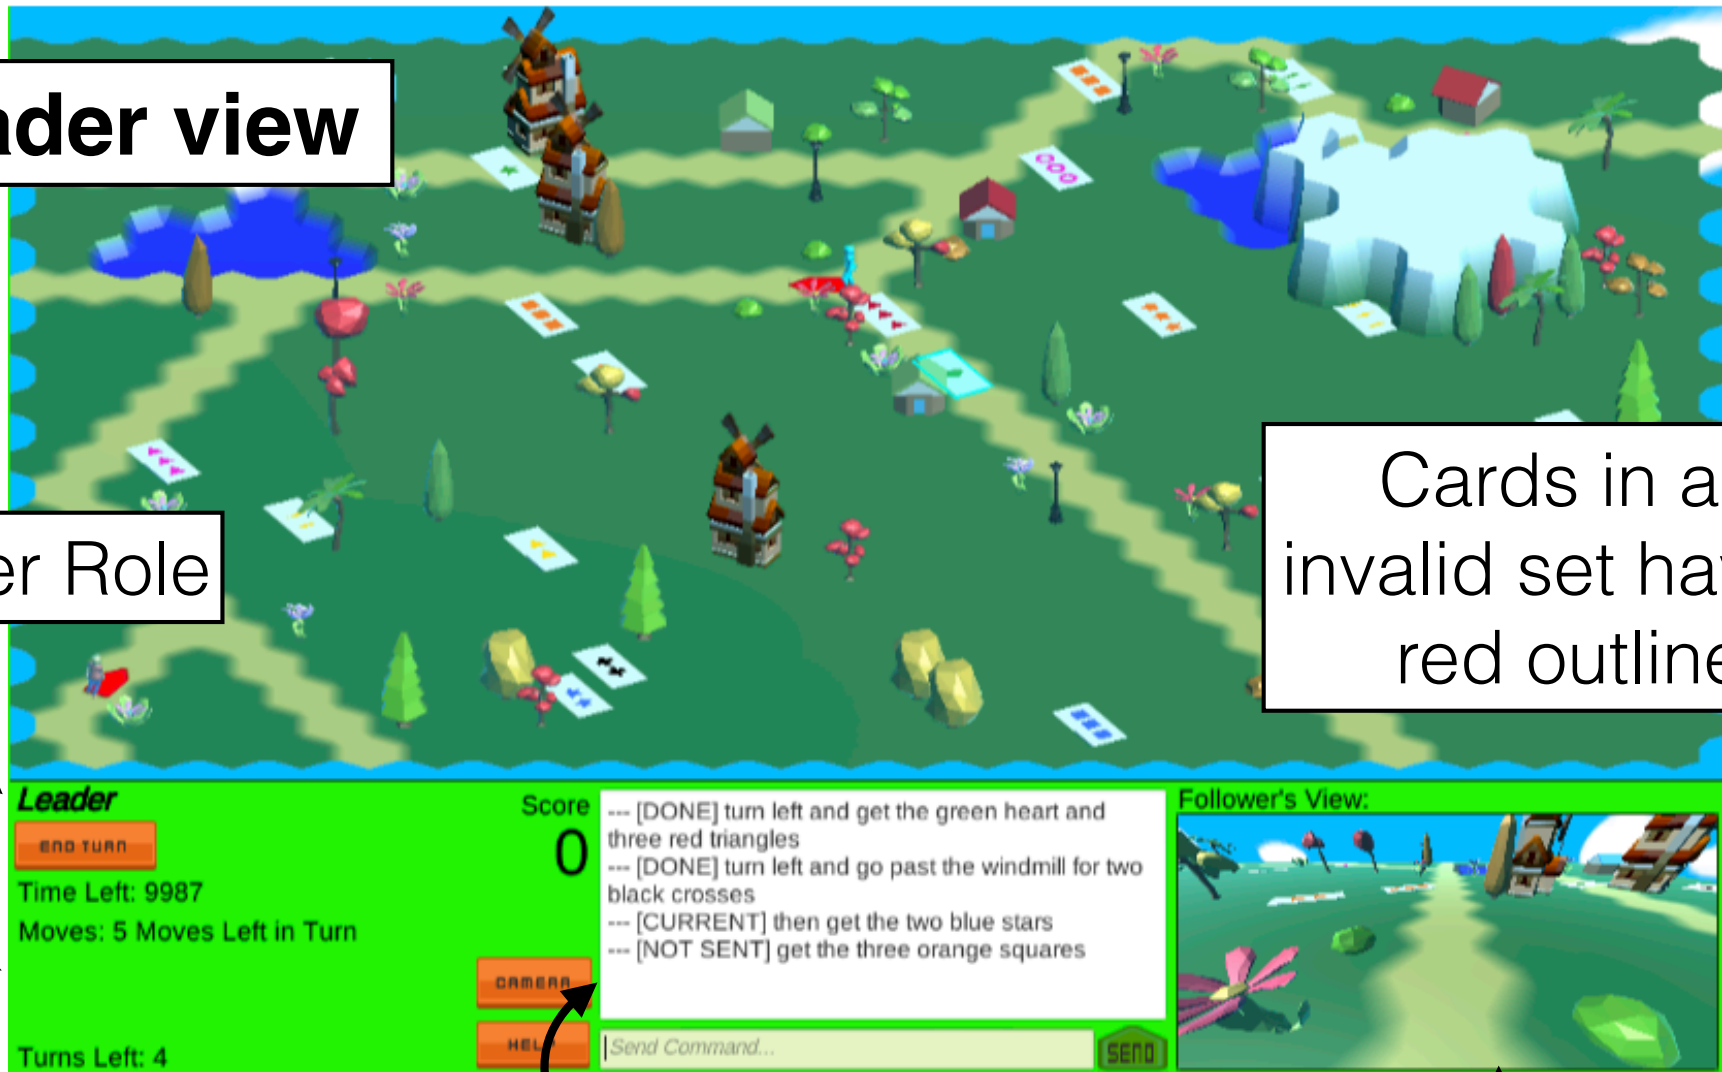 ader view
er Role
Cards in a
invalid set hav
red outline
Leader
END TURN
Time Left: 9987
Moves: 5 Moves Left in Turn
Turns Left: 4
Score
0
CAMERA
HELP
--- [DONE] turn left and get the green heart and
three red triangles
--- [DONE] turn left and go past the windmill for two
black crosses
--- [CURRENT] then get the two blue stars
--- [NOT SENT] get the three orange squares
Send Command...
SEND
Follower's View: